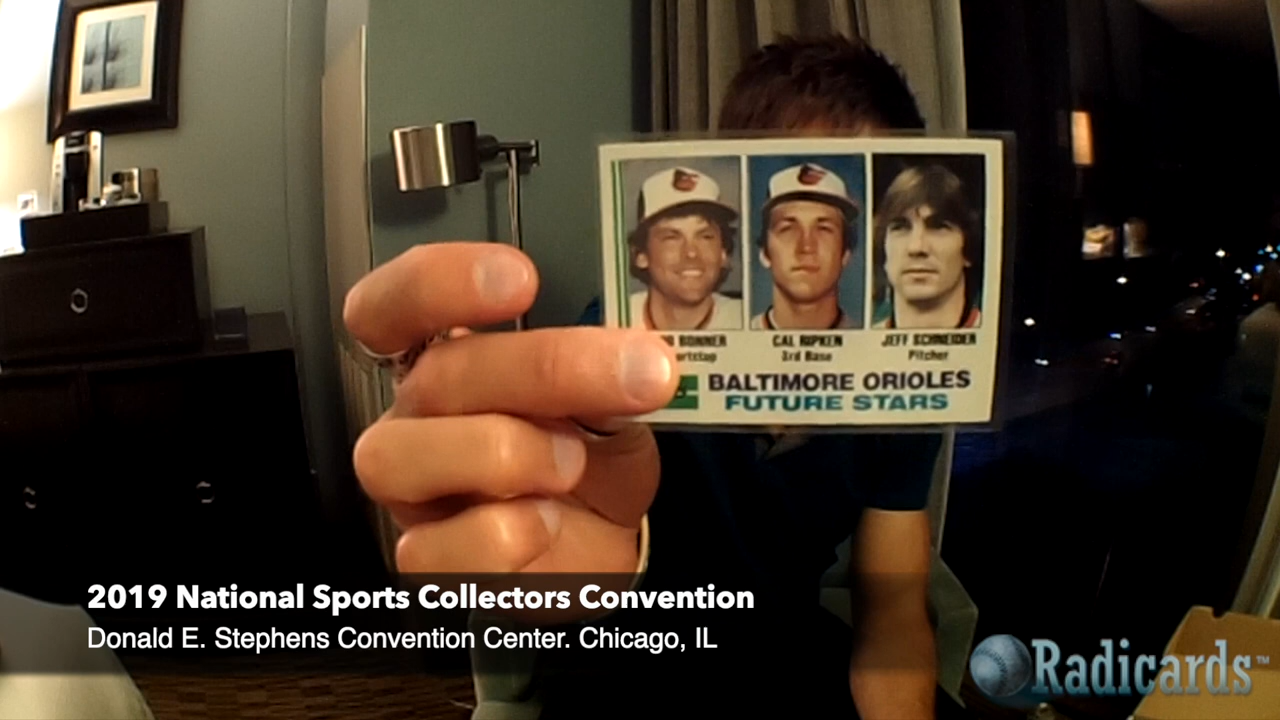 BONNER
CAL RIPKEN
JEFF SCHNEIDER
3rd Base
Pitcher
BALTIMORE ORIOLES
FUTURE STARS
2019 National Sports Collectors Convention
Donald E. Stephens Convention Center. Chicago, IL
Radicards™